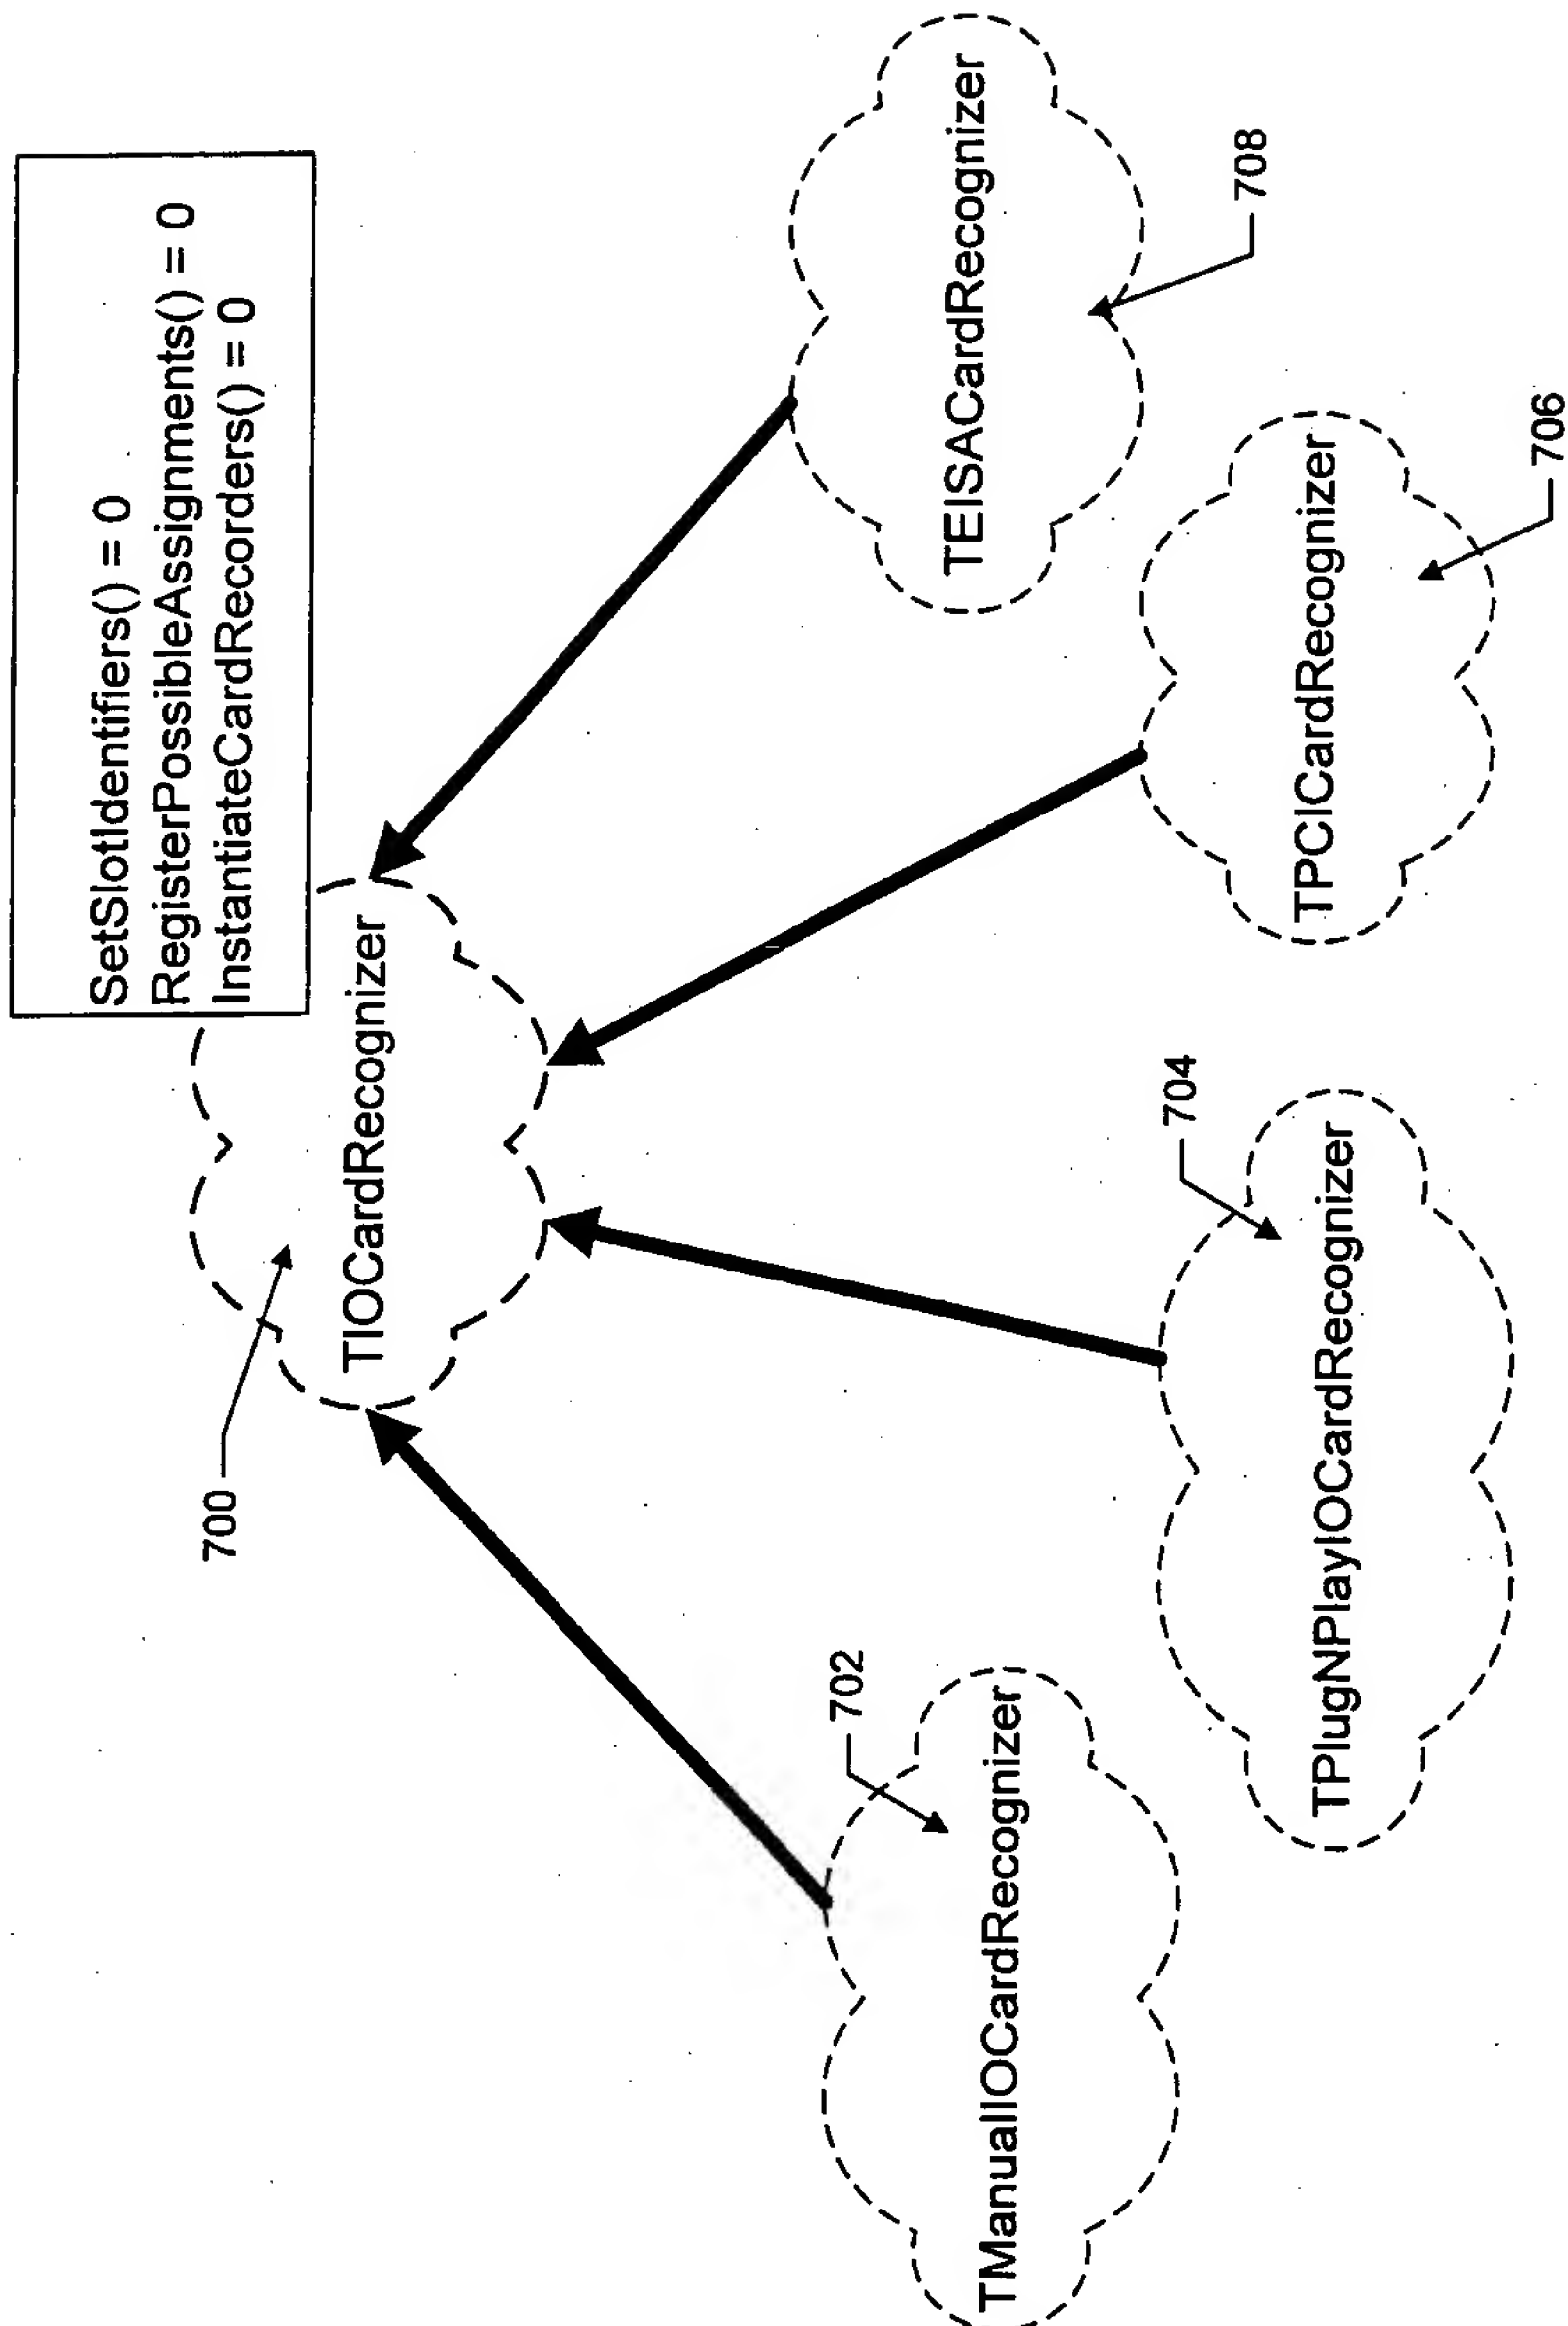 SetSlotIdentifiers() = 0
RegisterPossibleAssignments() = 0
InstantiateCardRecorders() = 0
TIOCardRecognizer
700
702
TManualIOCardRecognizer
704
TPlugNPlayIOCardRecognizer
TPCICardRecognizer
706
TEISACardRecognizer
708